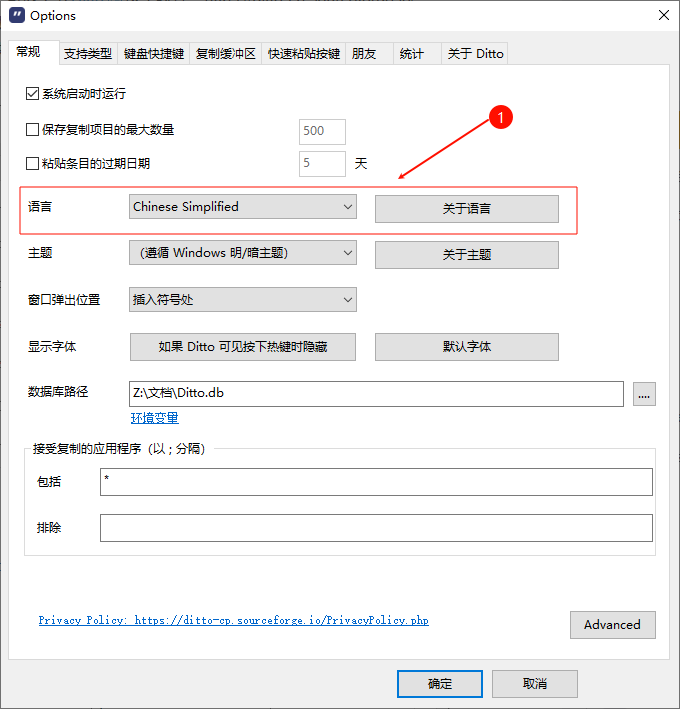 Options
常规 支持类型 键盘快捷键 复制缓冲区 快速粘贴按键 朋友 统计 关于 Ditto
系统启动时运行
1
保存复制项目的最大数量 500
粘贴条目的过期日期 5 天
语言 Chinese Simplified 关于语言
主题 （遵循 Windows 明/暗主题） 关于主题
窗口弹出位置 插入符号处
显示字体 如果 Ditto 可见按下热键时隐藏 默认字体
数据库路径 Z:\文档\Ditto.db ....
环境变量
接受复制的应用程序（以 ; 分隔）
包括 *
排除
Privacy Policy: https://ditto-cp.sourceforge.io/PrivacyPolicy.php
Advanced
确定 取消